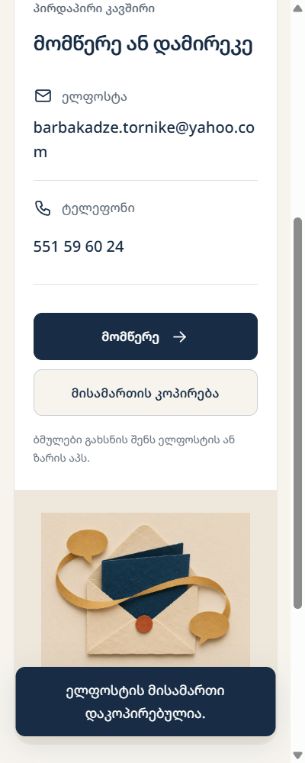 პირდაპირი კავშირი
მომწერე ან დამირეკე
ელფოსტა
barbakadze.tornike@yahoo.co
m
ტელეფონი
551 59 60 24
მომწერე →
მისამართის კოპირება
ბმულები გახსნის შენს ელფოსტის ან
ზარის აპს.
ელფოსტის მისამართი
დაკოპირებულია.